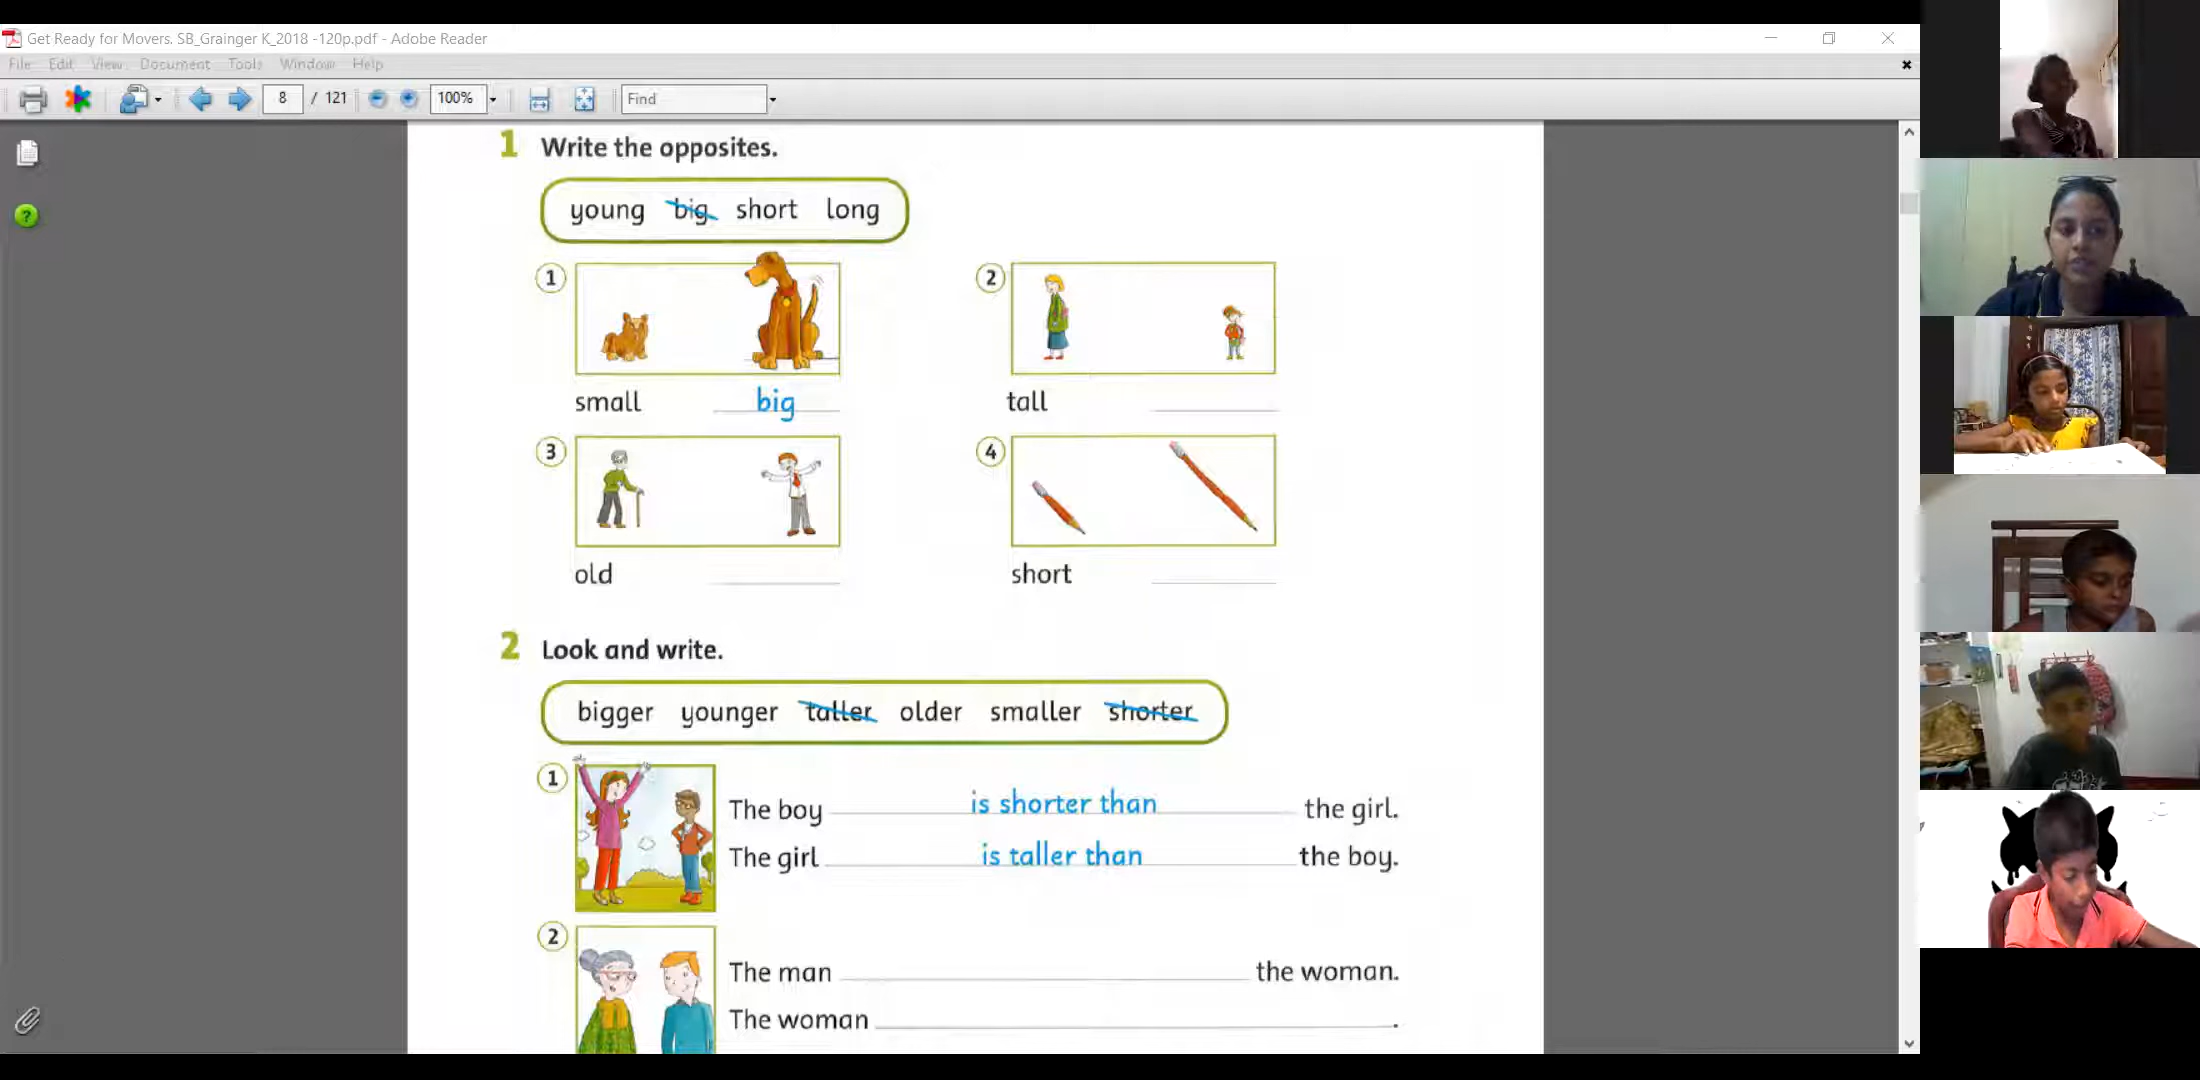 Get Ready for Movers. SB_Grainger K_2018 -120p.pdf - Adobe Reader
File Edit View Document Tools Window Help
8 / 121 100% Find
1 Write the opposites.
young big short long
1 2
small big tall
3 4
old short
2 Look and write.
bigger younger taller older smaller shorter
1
The boy is shorter than the girl.
The girl is taller than the boy.
2
The man the woman.
The woman .